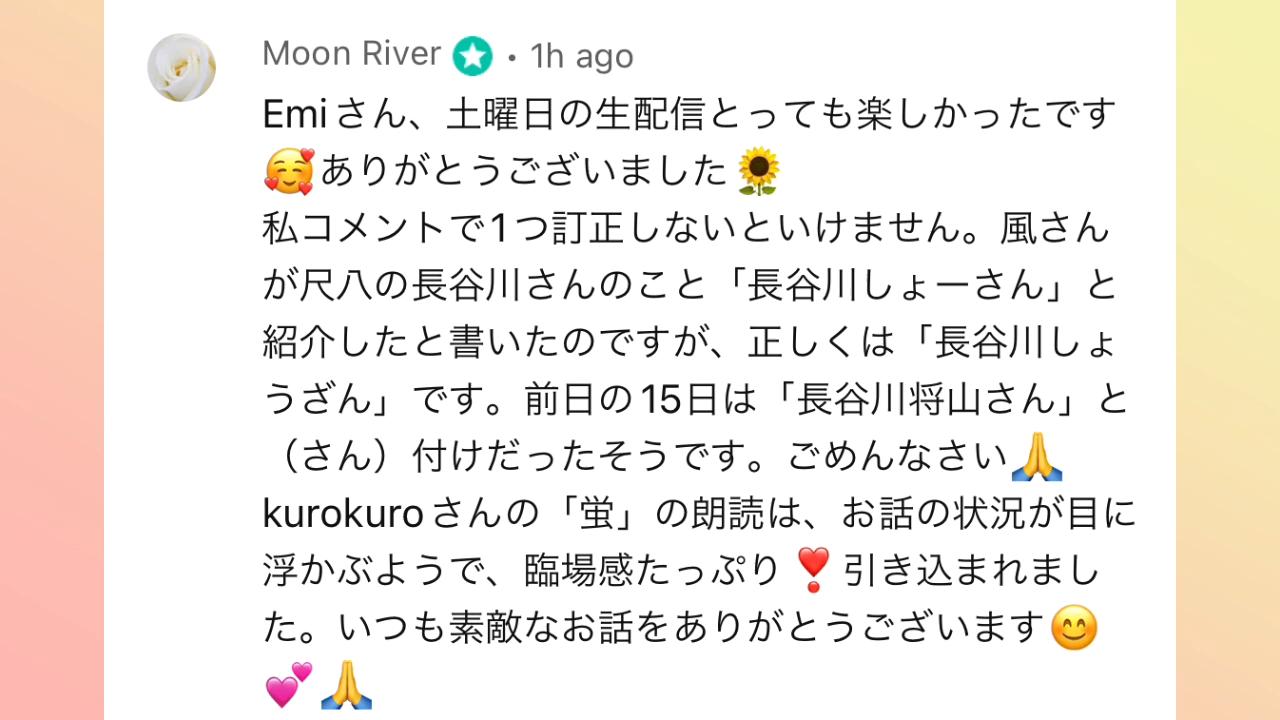 Moon River • 1h ago
Emiさん、土曜日の生配信とっても楽しかったです
🥰ありがとうございました🌻
私コメントで1つ訂正しないといけません。風さん
が尺八の長谷川さんのこと「長谷川しょーさん」と
紹介したと書いたのですが、正しくは「長谷川しょ
うざん」です。前日の15日は「長谷川将山さん」と
（さん）付けだったそうです。ごめんなさい🙏
kurokuroさんの「蛍」の朗読は、お話の状況が目に
浮かぶようで、臨場感たっぷり❣️引き込まれまし
た。いつも素敵なお話をありがとうございます😊
💕🙏